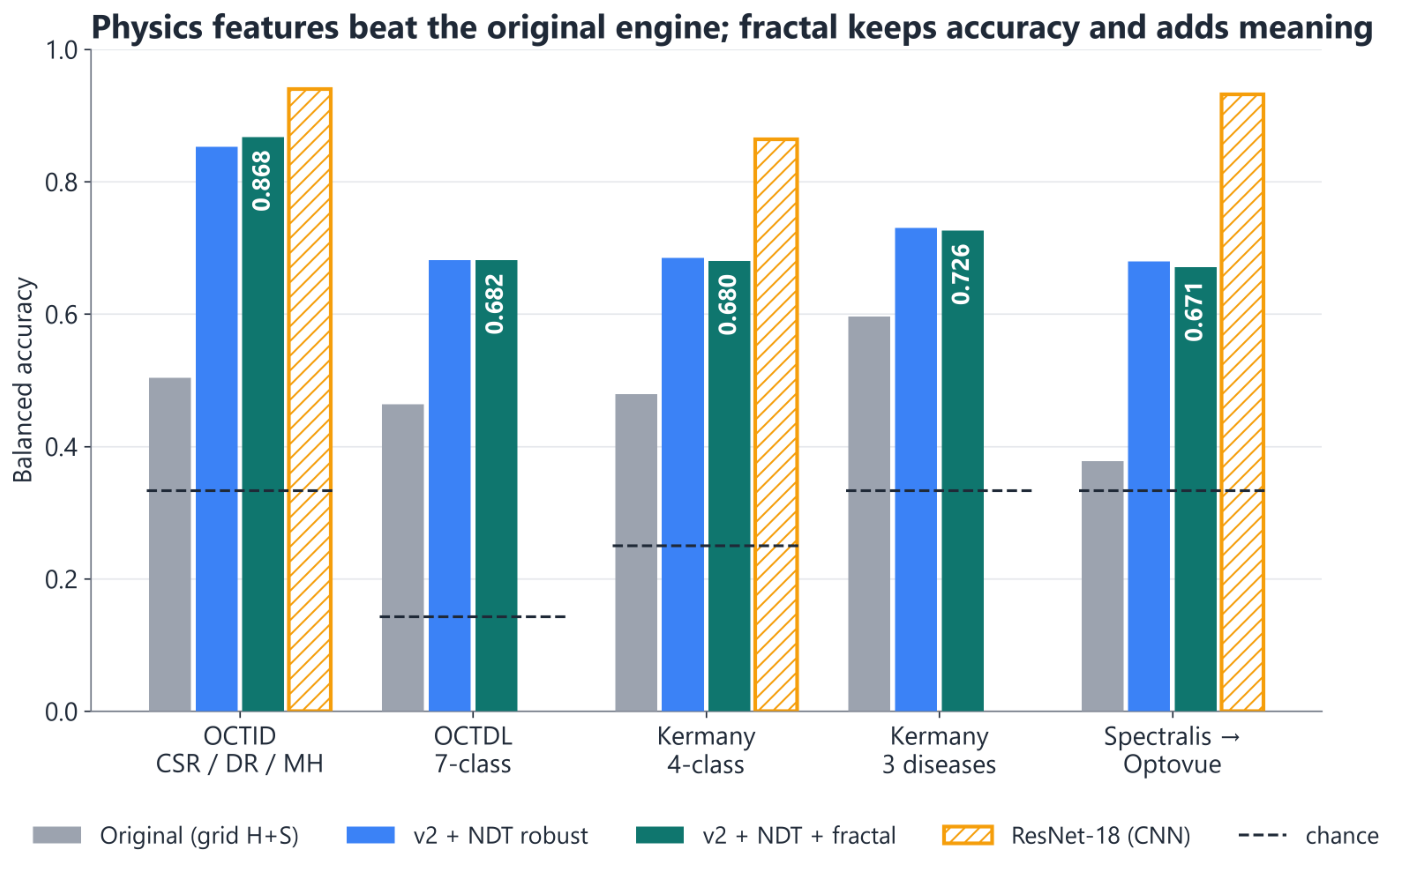 Physics features beat the original engine; fractal keeps accuracy and adds meaning
Balanced accuracy
1.0
0.8
0.6
0.4
0.2
0.0
0.868
0.682
0.680
0.726
0.671
OCTID
CSR / DR / MH
OCTDL
7-class
Kermany
4-class
Kermany
3 diseases
Spectralis →
Optovue
Original (grid H+S)
v2 + NDT robust
v2 + NDT + fractal
ResNet-18 (CNN)
chance